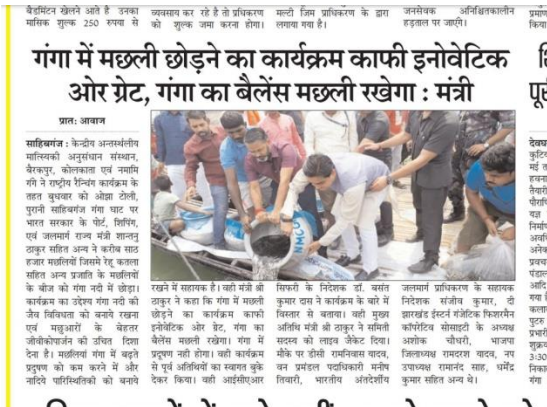 बैडमिंटन खेलने आते है उनका
मासिक शुल्क 250 रुपया से
व्यवसाय कर रहे है तो प्राधिकरण
को शुल्क जमा करना होगा।
मल्टी जिम प्राधिकरण के द्वारा
लगाया गया है।
जनसेवक अनिश्चितकालीन
हड़ताल पर जाएंगे।
गंगा में मछली छोड़ने का कार्यक्रम काफी इनोवेटिक
ओर ग्रेट, गंगा का बैलेंस मछली रखेगा : मंत्री
प्रात: आवाज
साहिबगंज : केन्द्रीय अन्तर्स्थलीय
मात्स्यिकी अनुसंधान संस्थान,
बैरकपुर, कोलकाता एवं नमामि
गंगे ने राष्ट्रीय रैन्चिंग कार्यक्रम के
तहत बुधवार को ओझा टोली,
पुरानी साहिबगंज गंगा घाट पर
भारत सरकार के पोर्ट, शिपिंग,
एवं जलमार्ग राज्य मंत्री शान्तनु
ठाकुर सहित अन्य ने करीब साठ
हजार मछलियों जिसमे रेहू कतला
सहित अन्य प्रजाति के मछलियों
के बीज को गंगा नदी में छोड़ा।
कार्यक्रम का उद्देश्य गंगा नदी की
जैव विविधता को बनाये रखना
एवं मछुआरों के बेहतर
जीवीकोपार्जन को उचित दिशा
देना है। मछलियां गंगा में बढ़ते
प्रदुषण को कम करने में और
नादिये पारिस्थितिकी को बनाये
NMCG
रखने में सहायक है। वही मंत्री श्री
ठाकुर ने कहा कि गंगा में मछली
छोड़ने का कार्यक्रम काफी
इनोवेटिक ओर ग्रेट, गंगा का
बैलेंस मछली रखेगा। गंगा में
प्रदूषण नही होगा। वही कार्यक्रम
से पूर्व अतिथियों का स्वागत बुके
देकर किया। वही आईसीएआर
सिफरी के निदेशक डॉ. बसंत
कुमार दास ने कार्यक्रम के बारे में
विस्तार से बताया। वही मुख्य
अतिथि मंत्री श्री ठाकुर ने समिती
सदस्य को लाइव जैकेट दिया।
मौके पर डीसी रामनिवास यादव,
वन प्रमंडल पदाधिकारी मनीष
तिवारी, भारतीय अंतर्देशीय
जलमार्ग प्राधिकरण के सहायक
निदेशक संजीव कुमार, दी
झारखंड ईस्टर्न गंजेटिक फिशरमैन
कॉपरेटिव सोसाइटी के अध्यक्ष
अशोक चौधरी, भाजपा
जिलाध्यक्ष रामदरश यादव, नप
उपाध्यक्ष रामानंद साह, धर्मेंद्र
कुमार सहित अन्य थे।